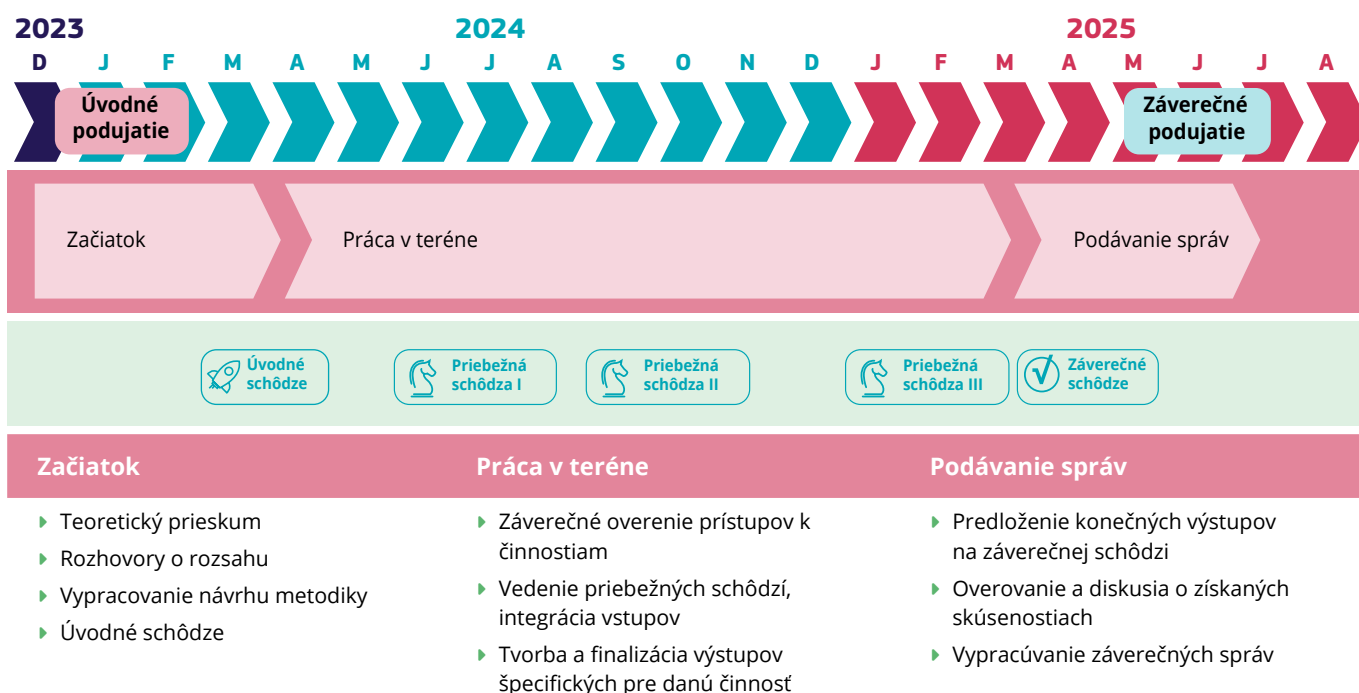 2023 2024 2025
D J F M A M J J A S O N D J F M A M J J A
Úvodné
podujatie
Záverečné
podujatie
Začiatok
Práca v teréne
Podávanie správ
Úvodné
schôdze
Priebežná
schôdza I
Priebežná
schôdza II
Priebežná
schôdza III
Záverečné
schôdze
Začiatok
Teoretický prieskum
Rozhovory o rozsahu
Vypracovanie návrhu metodiky
Úvodné schôdze
Práca v teréne
Záverečné overenie prístupov k
činnostiam
Vedenie priebežných schôdzí,
integrácia vstupov
Tvorba a finalizácia výstupov
špecifických pre danú činnosť
Podávanie správ
Predloženie konečných výstupov
na záverečnej schôdzi
Overovanie a diskusia o získaných
skúsenostiach
Vypracúvanie záverečných správ